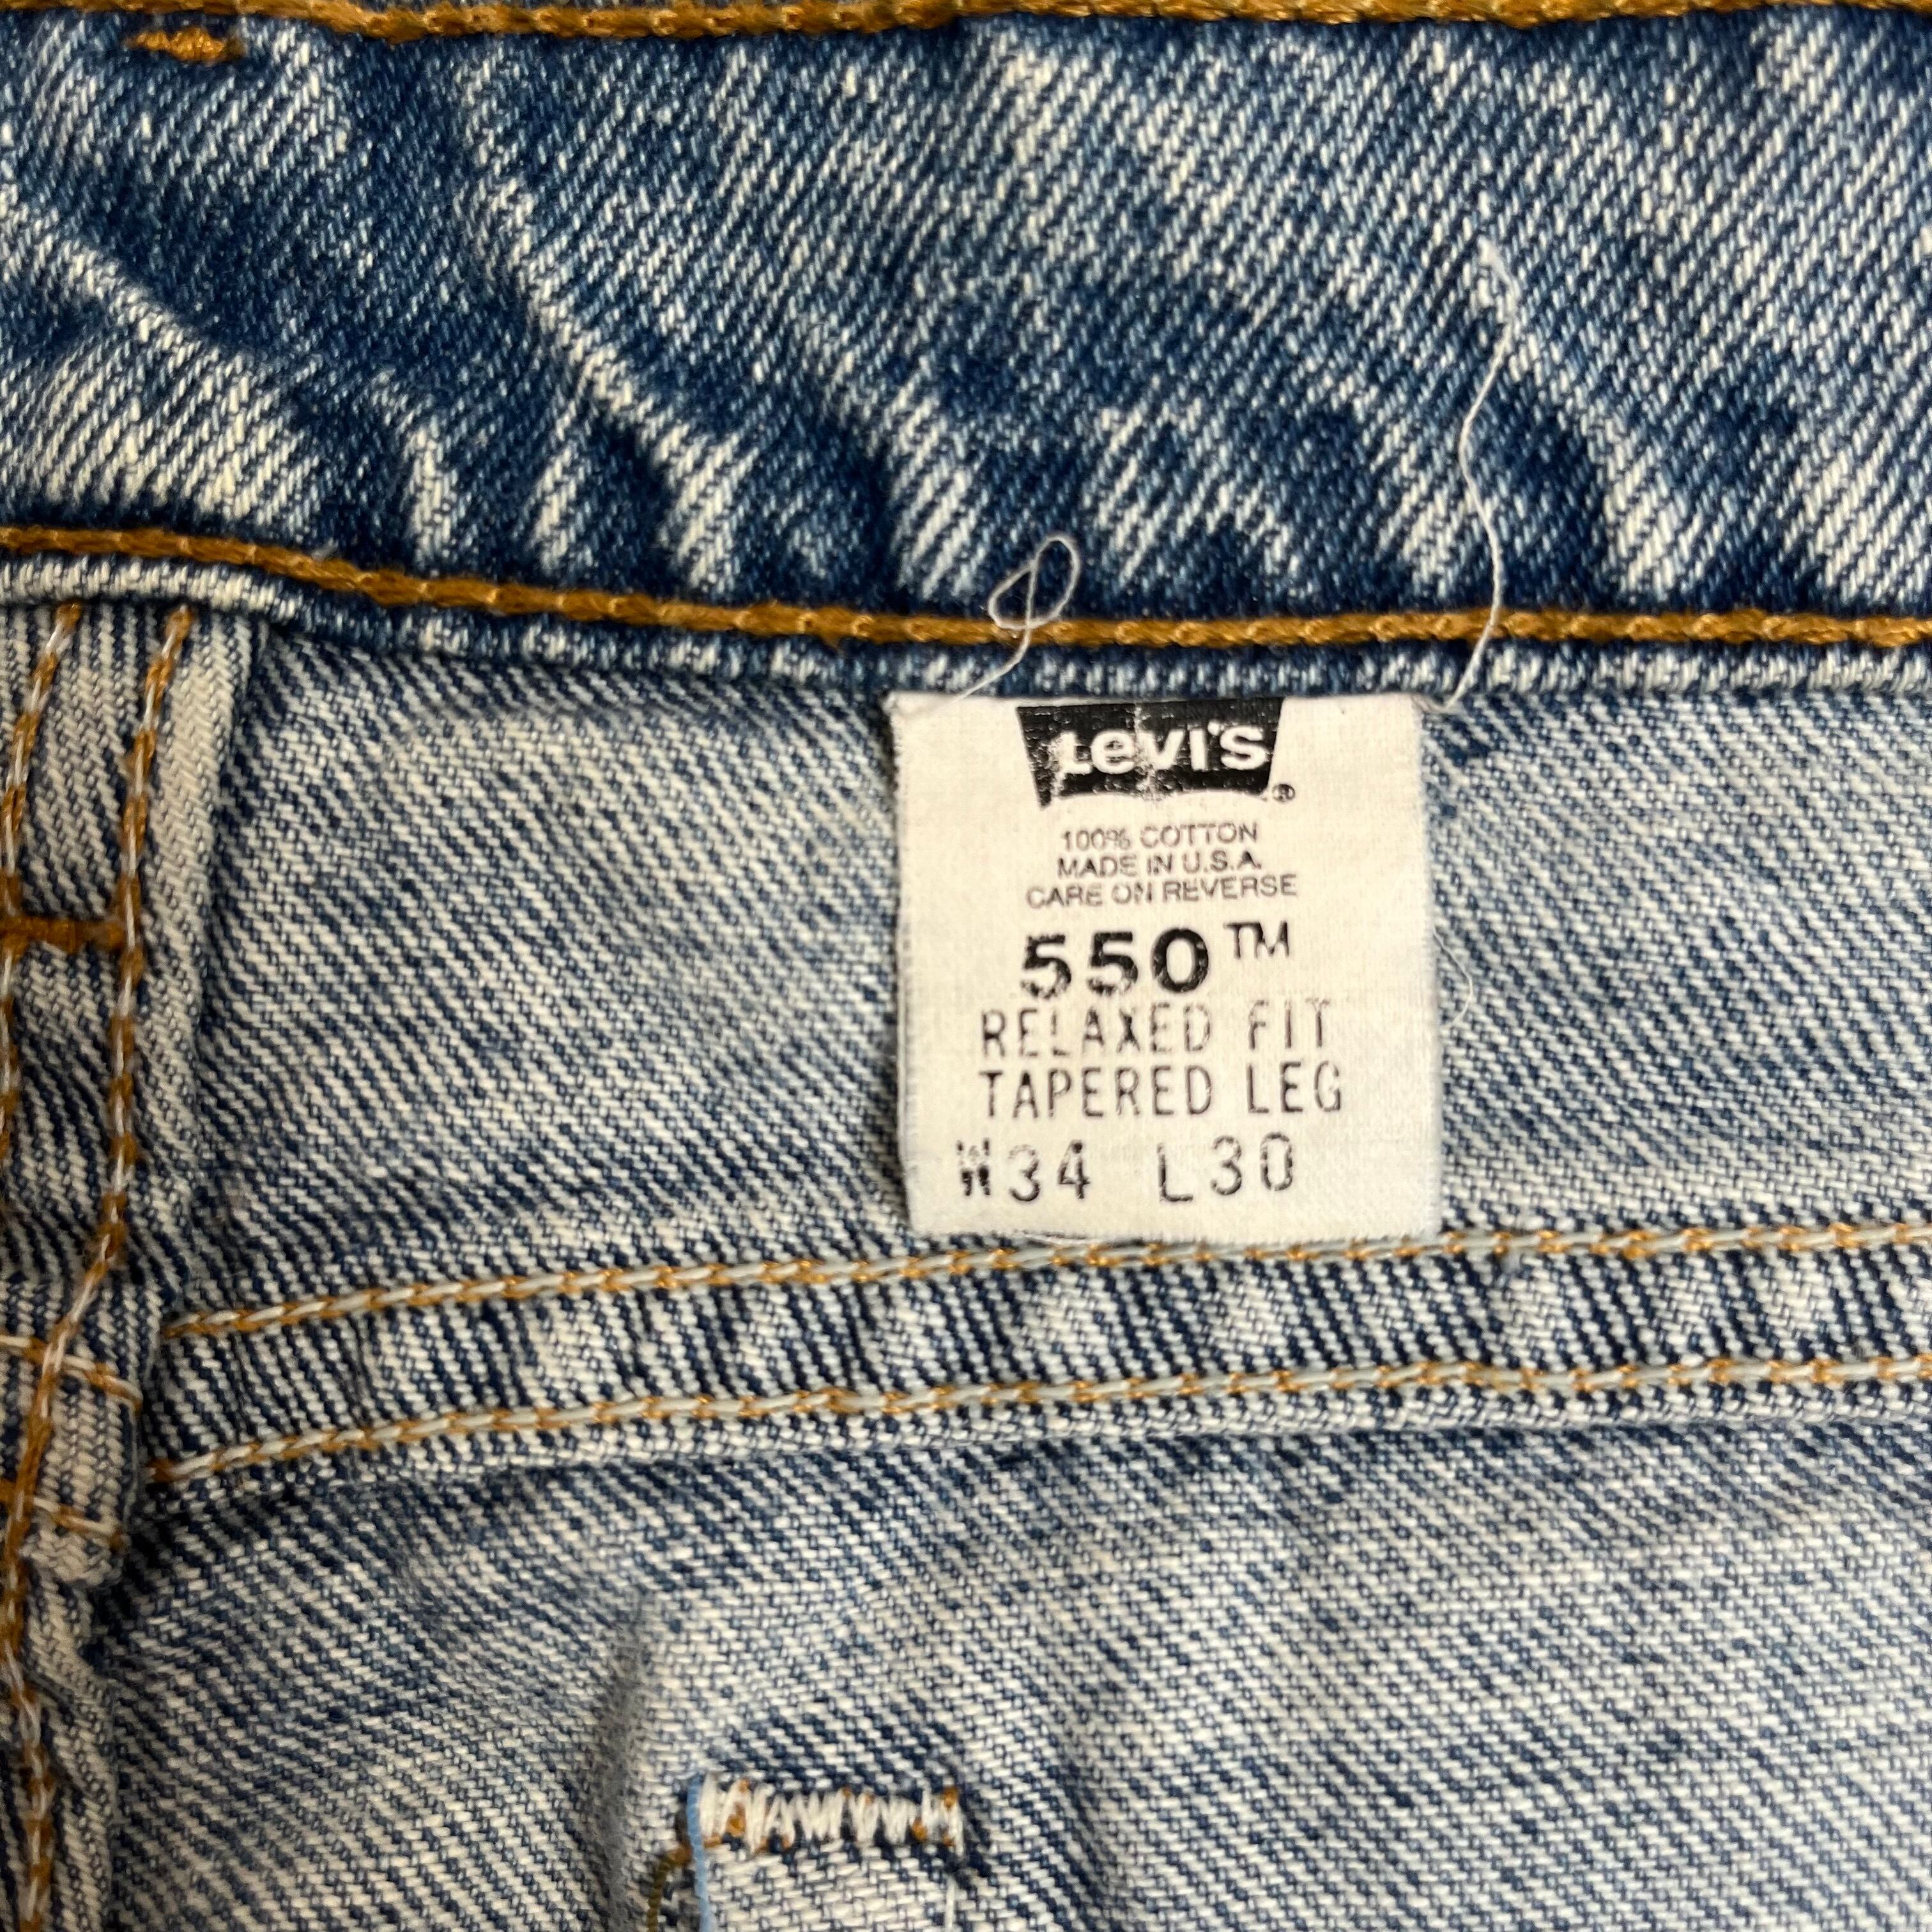 Levi's ®
100% COTTON
MADE IN U.S.A.
CARE ON REVERSE
550™
RELAXED FIT
TAPERED LEG
W34 L30